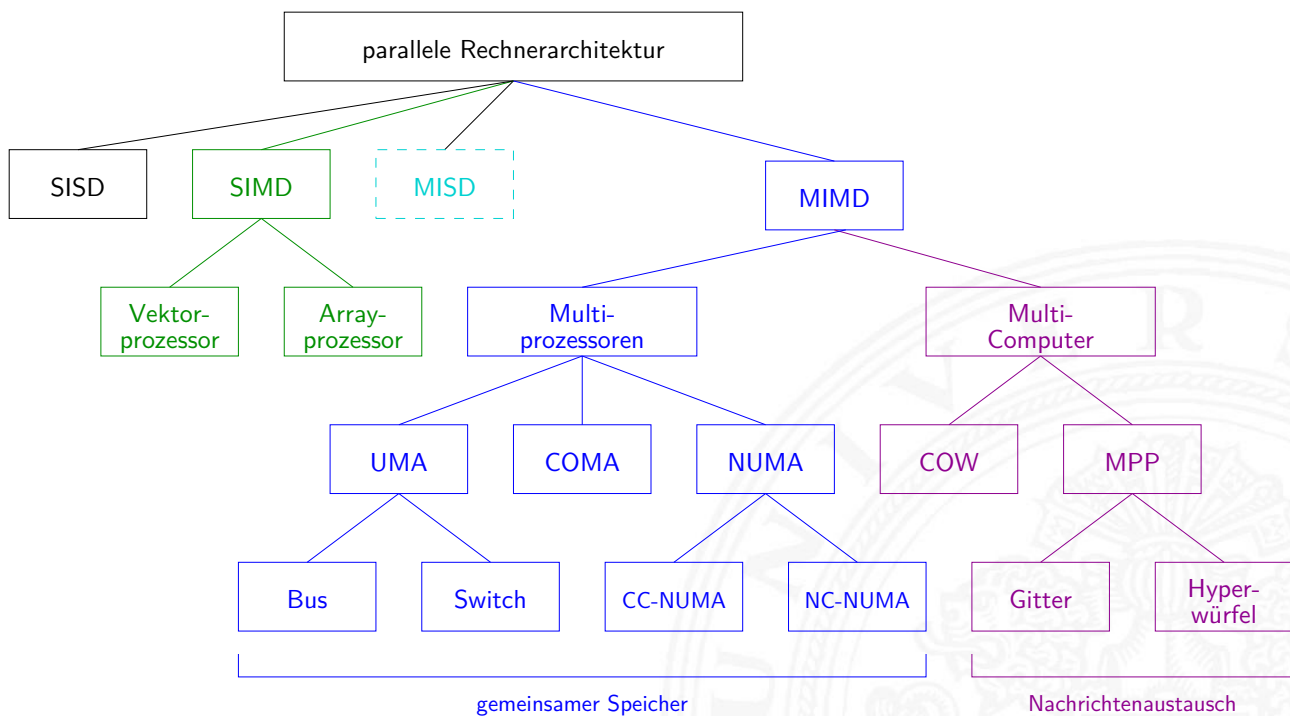 parallele Rechnerarchitektur
SISD
SIMD
MISD
MIMD
Vektor-
prozessor
Array-
prozessor
Multi-
prozessoren
Multi-
Computer
UMA
COMA
NUMA
COW
MPP
Bus
Switch
CC-NUMA
NC-NUMA
Gitter
Hyper-
würfel
gemeinsamer Speicher
Nachrichtenaustausch
U N I V E R S